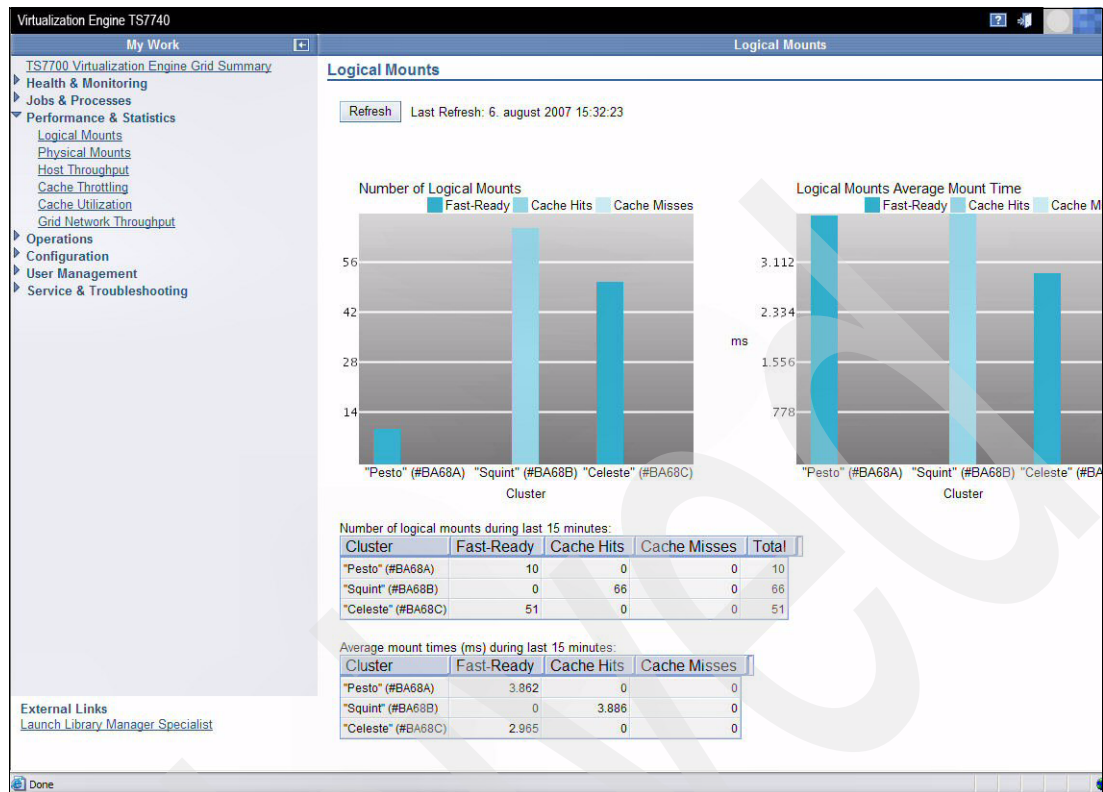 Virtualization Engine TS7740
?
My Work
Logical Mounts
TS7700 Virtualization Engine Grid Summary
Health & Monitoring
Jobs & Processes
Performance & Statistics
Logical Mounts
Physical Mounts
Host Throughput
Cache Throttling
Cache Utilization
Grid Network Throughput
Operations
Configuration
User Management
Service & Troubleshooting
External Links
Launch Library Manager Specialist
Logical Mounts
Refresh Last Refresh: 6. august 2007 15:32:23
Number of Logical Mounts
Fast-Ready Cache Hits Cache Misses
56
42
28
14
"Pesto" (#BA68A) "Squint" (#BA68B) "Celeste" (#BA68C)
Cluster
Logical Mounts Average Mount Time
Fast-Ready Cache Hits Cache M
3.112
2.334
ms
1.556
778
"Pesto" (#BA68A) "Squint" (#BA68B) "Celeste" (#BA
Cluster
Number of logical mounts during last 15 minutes:
Cluster Fast-Ready Cache Hits Cache Misses Total
"Pesto" (#BA68A) 10 0 0 10
"Squint" (#BA68B) 0 66 0 66
"Celeste" (#BA68C) 51 0 0 51
Average mount times (ms) during last 15 minutes:
Cluster Fast-Ready Cache Hits Cache Misses
"Pesto" (#BA68A) 3.862 0 0
"Squint" (#BA68B) 0 3.886 0
"Celeste" (#BA68C) 2.965 0 0
Done